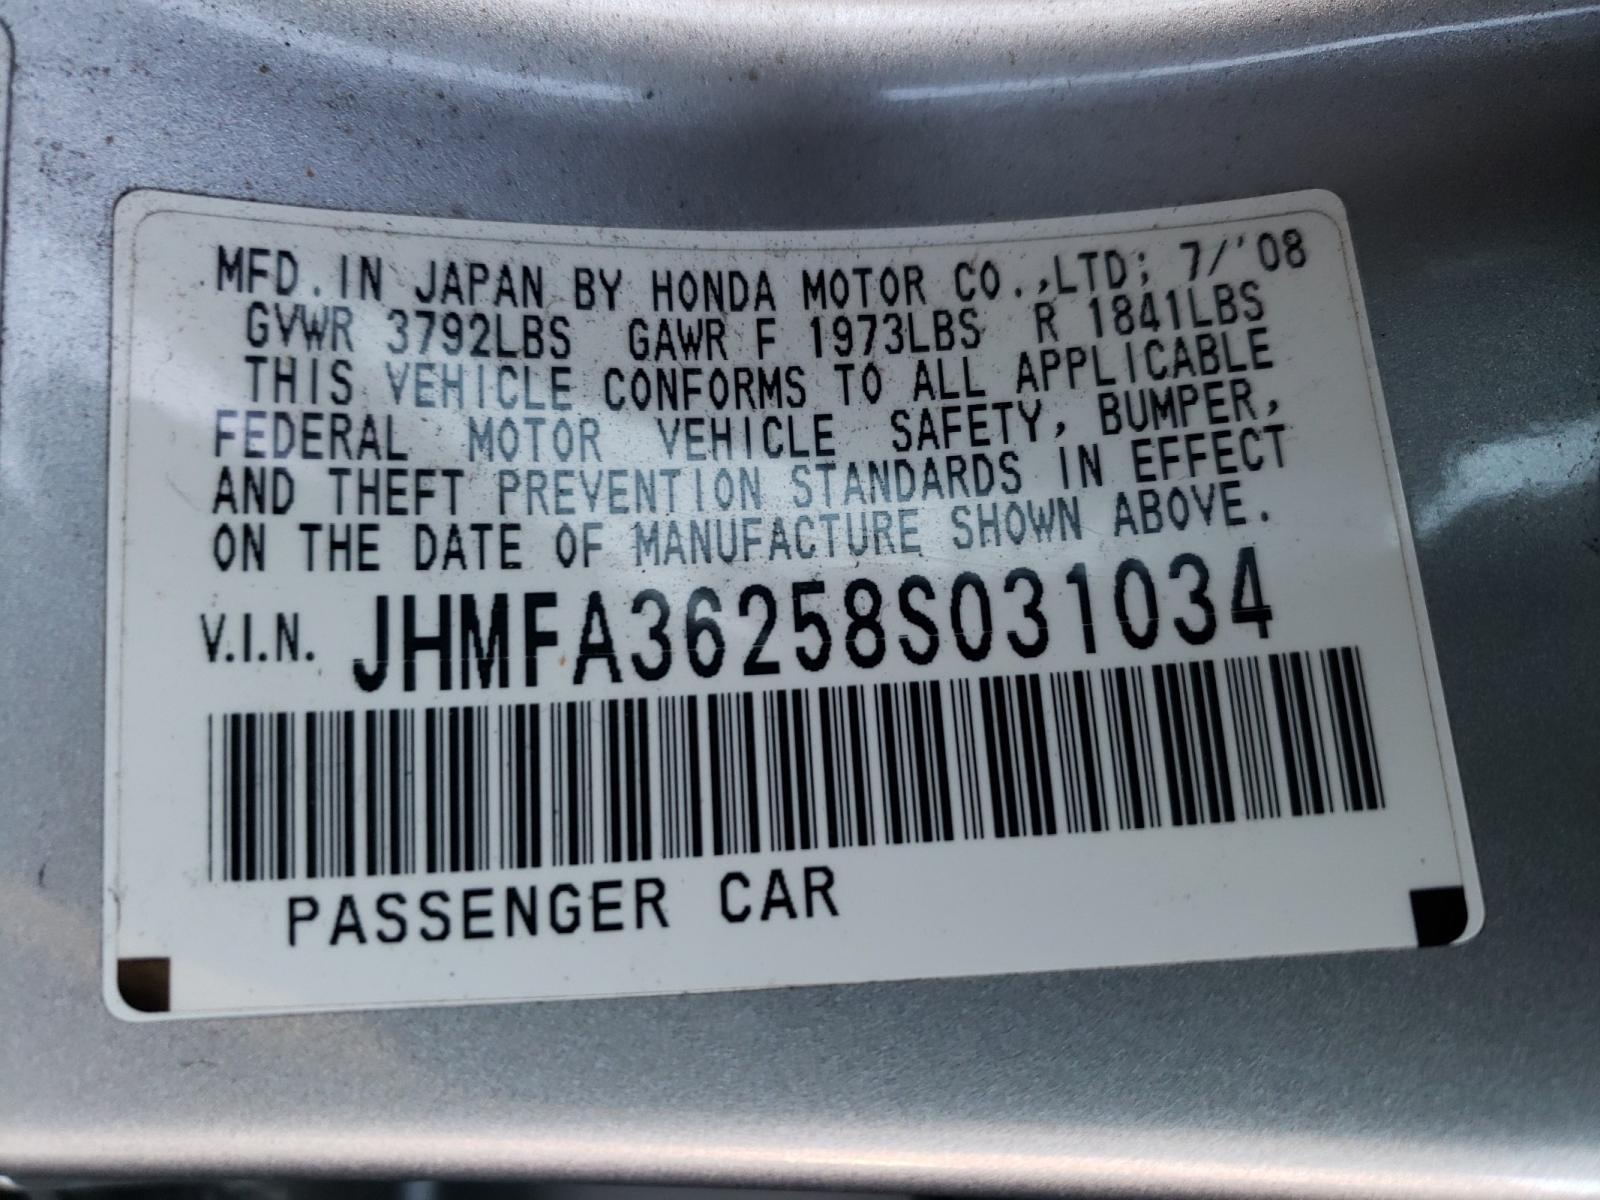 MFD. IN JAPAN BY HONDA MOTOR CO.,LTD; 7/'08
GVWR 3792LBS GAWR F 1973LBS R 1841LBS
THIS VEHICLE CONFORMS TO ALL APPLICABLE
FEDERAL MOTOR VEHICLE SAFETY, BUMPER,
AND THEFT PREVENTION STANDARDS IN EFFECT
ON THE DATE OF MANUFACTURE SHOWN ABOVE.
V.I.N. JHMFA36258S031034
PASSENGER CAR